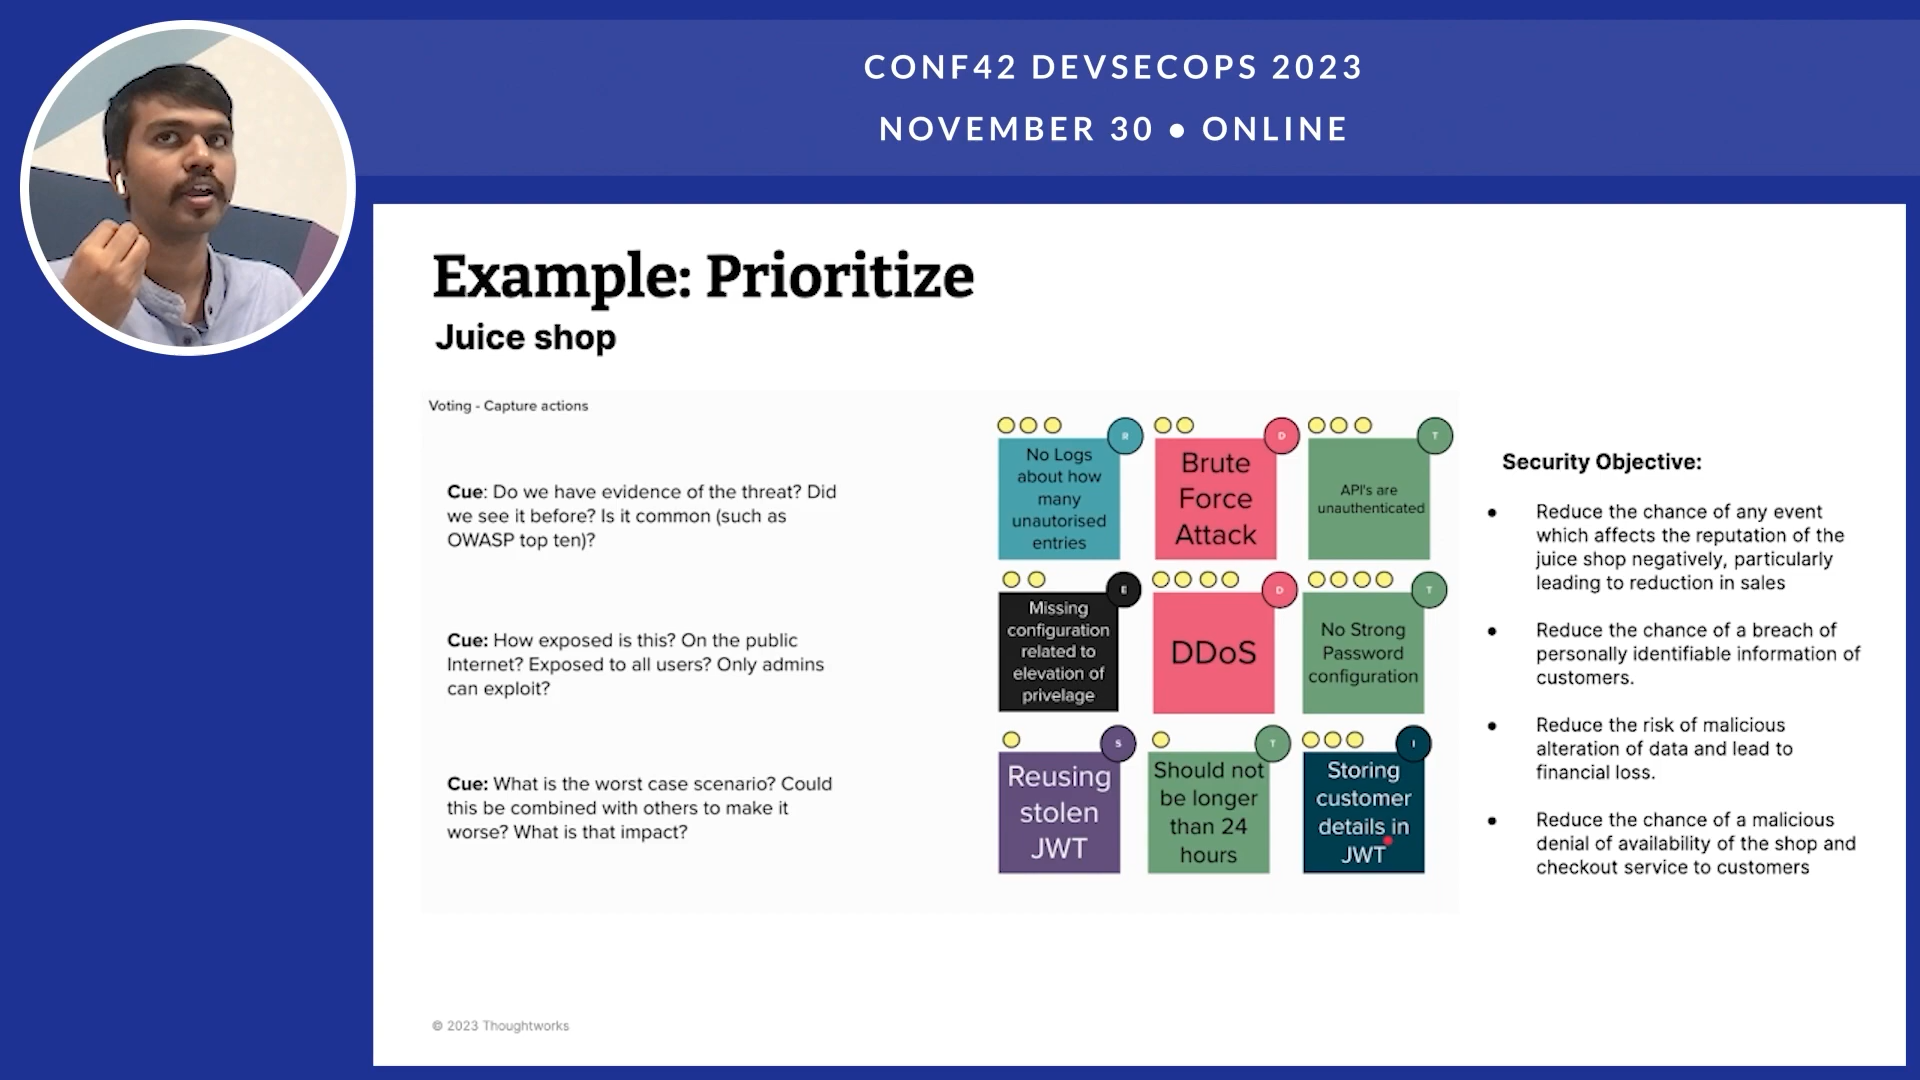 CONF42 DEVSECOPS 2023
NOVEMBER 30 • ONLINE
Example: Prioritize
Juice shop
Voting - Capture actions
Cue: Do we have evidence of the threat? Did
we see it before? Is it common (such as
OWASP top ten)?
Cue: How exposed is this? On the public
Internet? Exposed to all users? Only admins
can exploit?
Cue: What is the worst case scenario? Could
this be combined with others to make it
worse? What is that impact?
R
No Logs
about how
many
unautorised
entries
D
Brute
Force
Attack
T
API's are
unauthenticated
E
Missing
configuration
related to
elevation of
privelage
D
DDoS
T
No Strong
Password
configuration
S
Reusing
stolen
JWT
T
Should not
be longer
than 24
hours
I
Storing
customer
details in
JWT
Security Objective:
• Reduce the chance of any event
which affects the reputation of the
juice shop negatively, particularly
leading to reduction in sales
• Reduce the chance of a breach of
personally identifiable information of
customers.
• Reduce the risk of malicious
alteration of data and lead to
financial loss.
• Reduce the chance of a malicious
denial of availability of the shop and
checkout service to customers
© 2023 Thoughtworks